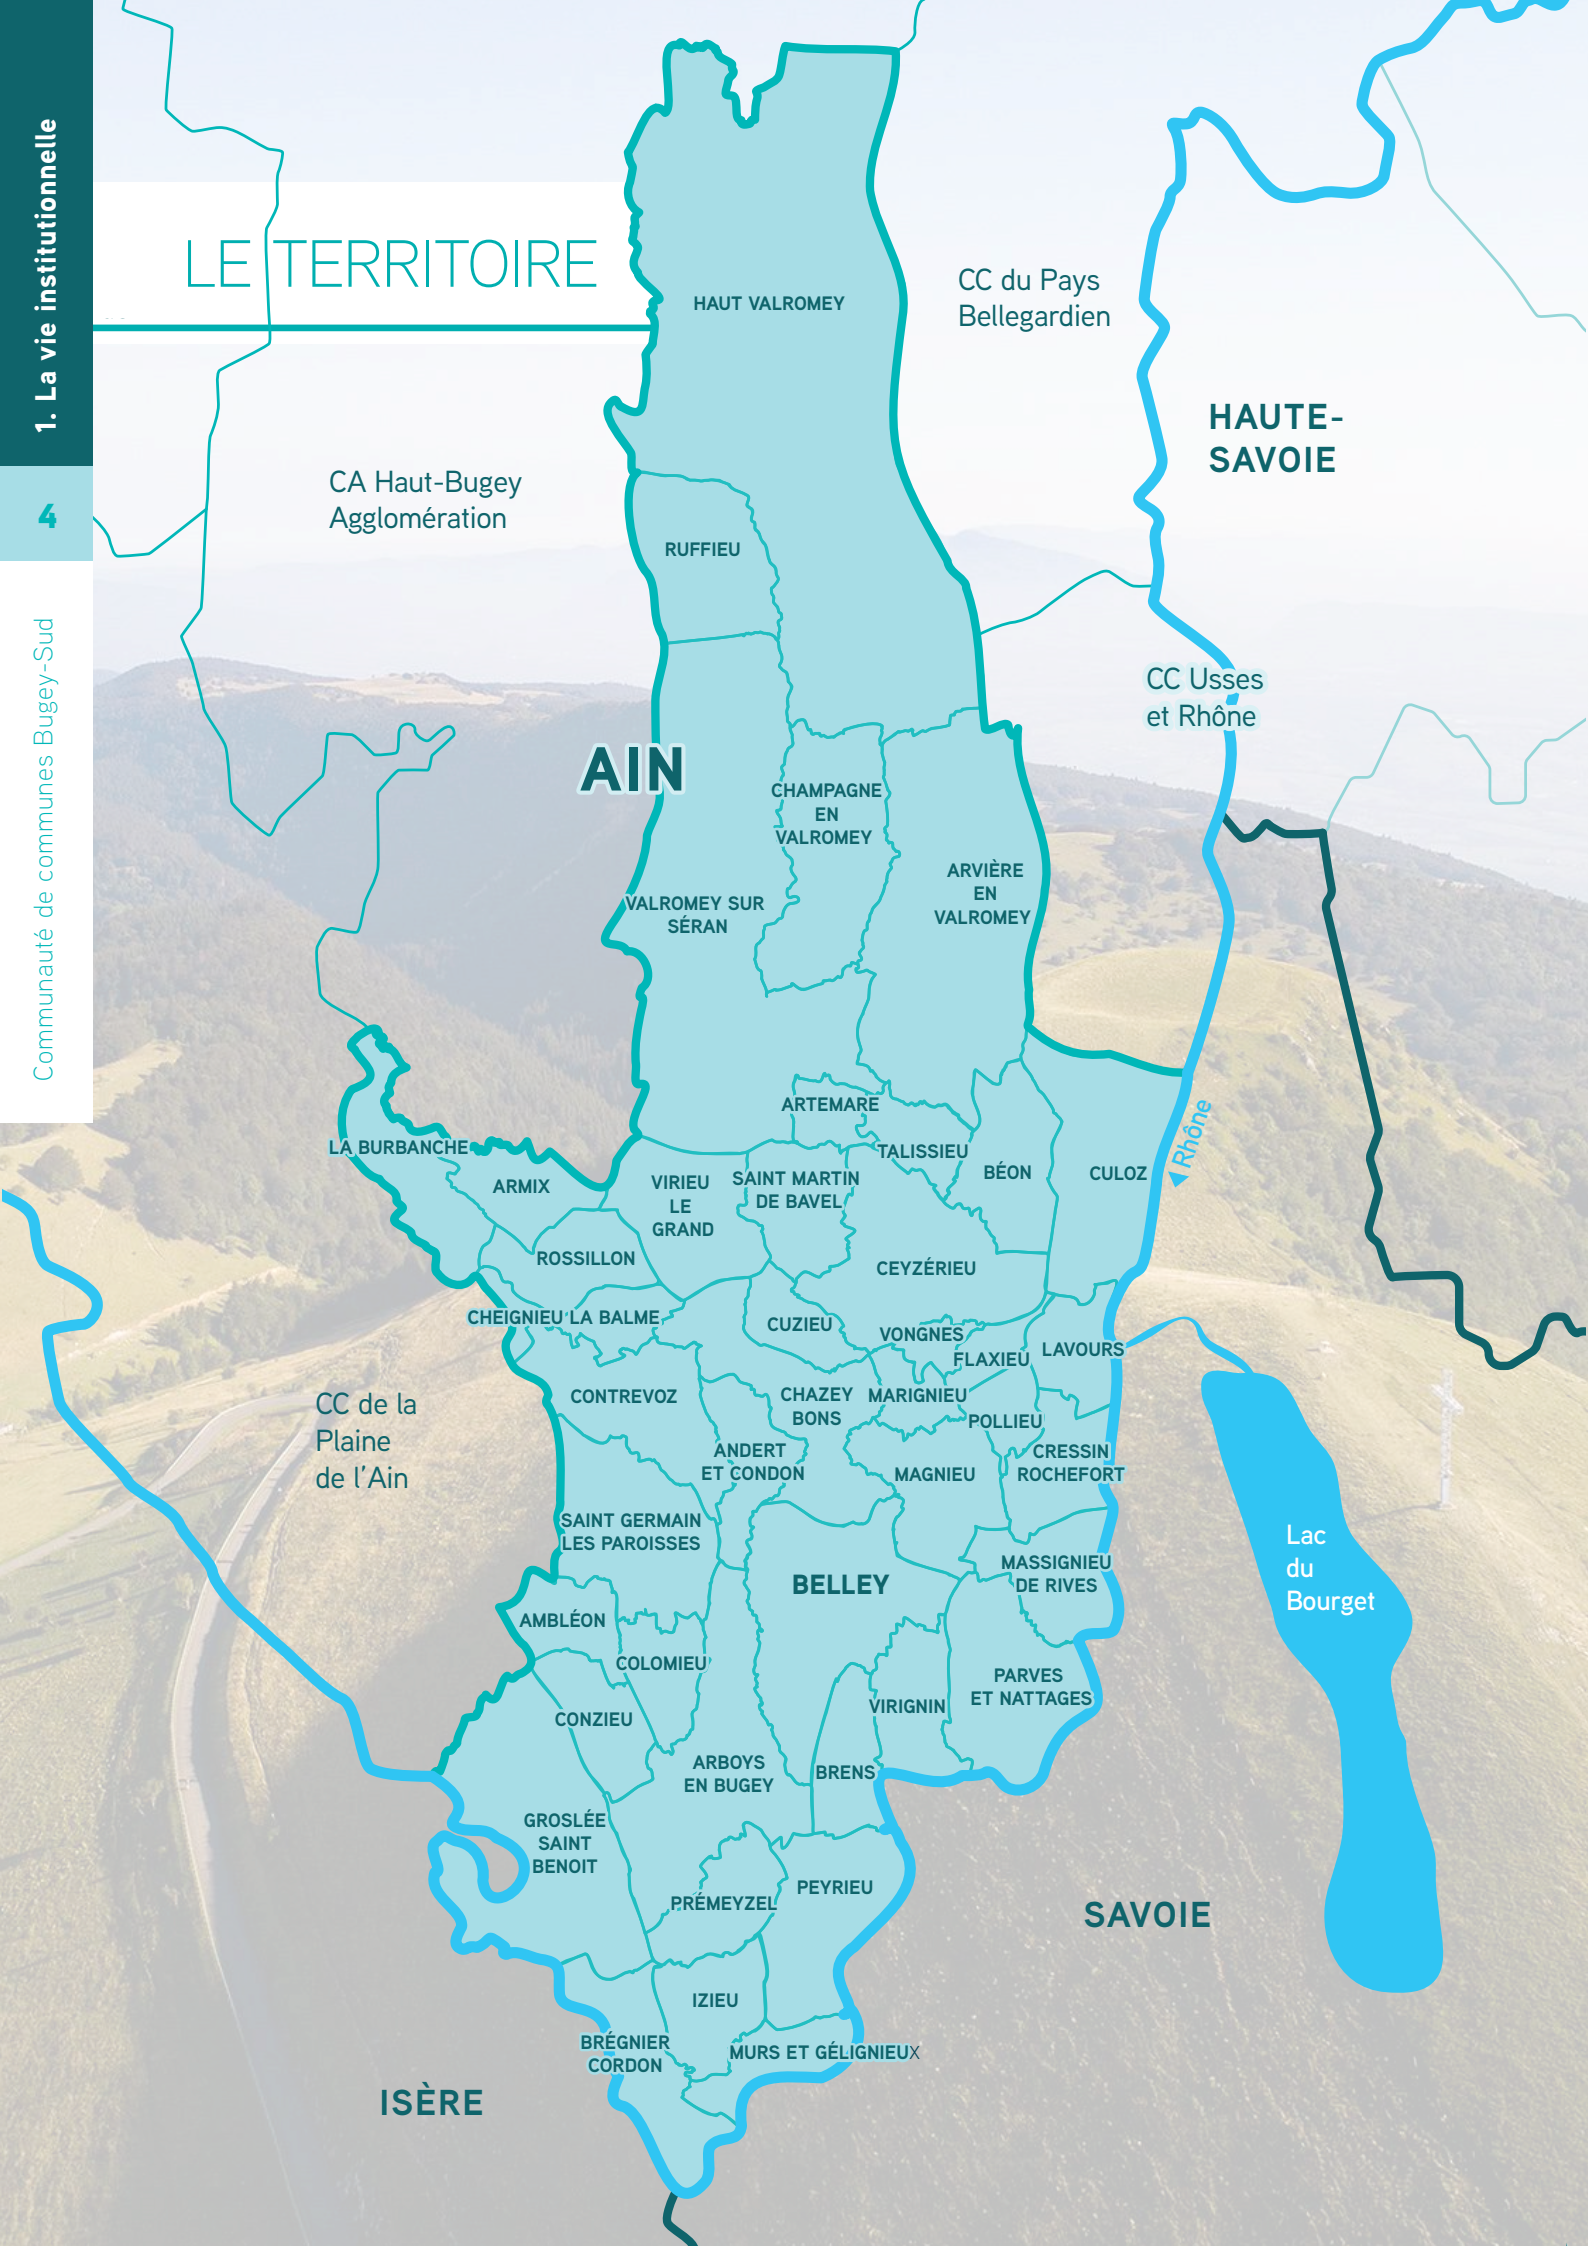 1. La vie institutionnelle
4
Communauté de communes Bugey-Sud
LE TERRITOIRE
HAUT VALROMEY
CC du Pays
Bellegardien
HAUTE-
SAVOIE
CA Haut-Bugey
Agglomération
RUFFIEU
CC Usses
et Rhône
AIN
CHAMPAGNE
EN
VALROMEY
ARVIÈRE
EN
VALROMEY
VALROMEY SUR
SÉRAN
ARTEMARE
Rhône
LA BURBANCHE
TALISSIEU
BÉON
CULOZ
ARMIX
VIRIEU
LE
GRAND
SAINT MARTIN
DE BAVEL
ROSSILLON
CEYZÉRIEU
CHEIGNIEU LA BALME
CUZIEU
VONGNES
FLAXIEU
LAVOURS
CC de la
Plaine
de l'Ain
CONTREVOZ
CHAZEY
BONS
MARIGNIEU
POLLIEU
ANDERT
ET CONDON
MAGNIEU
CRESSIN
ROCHEFORT
SAINT GERMAIN
LES PAROISSES
BELLEY
MASSIGNIEU
DE RIVES
Lac
du
Bourget
AMBLÉON
COLOMIEU
PARVES
ET NATTAGES
CONZIEU
VIRIGNIN
ARBOYS
EN BUGEY
BRENS
GROSLÉE
SAINT
BENOIT
PRÉMEYZEL
PEYRIEU
SAVOIE
IZIEU
BRÉGNIER
CORDON
MURS ET GÉLIGNIEUX
ISÈRE